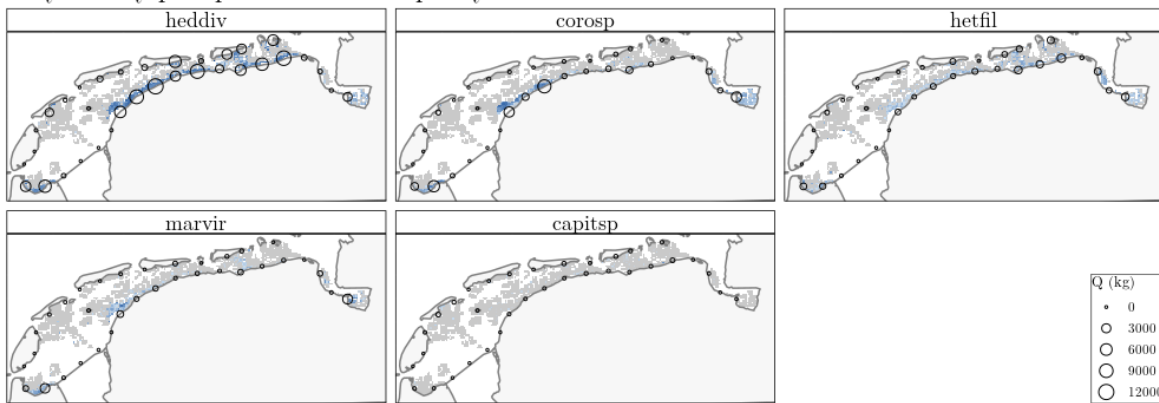 heddiv
corosp
hetfil
marvir
capitsp
Q (kg)
0
3000
6000
9000
12000